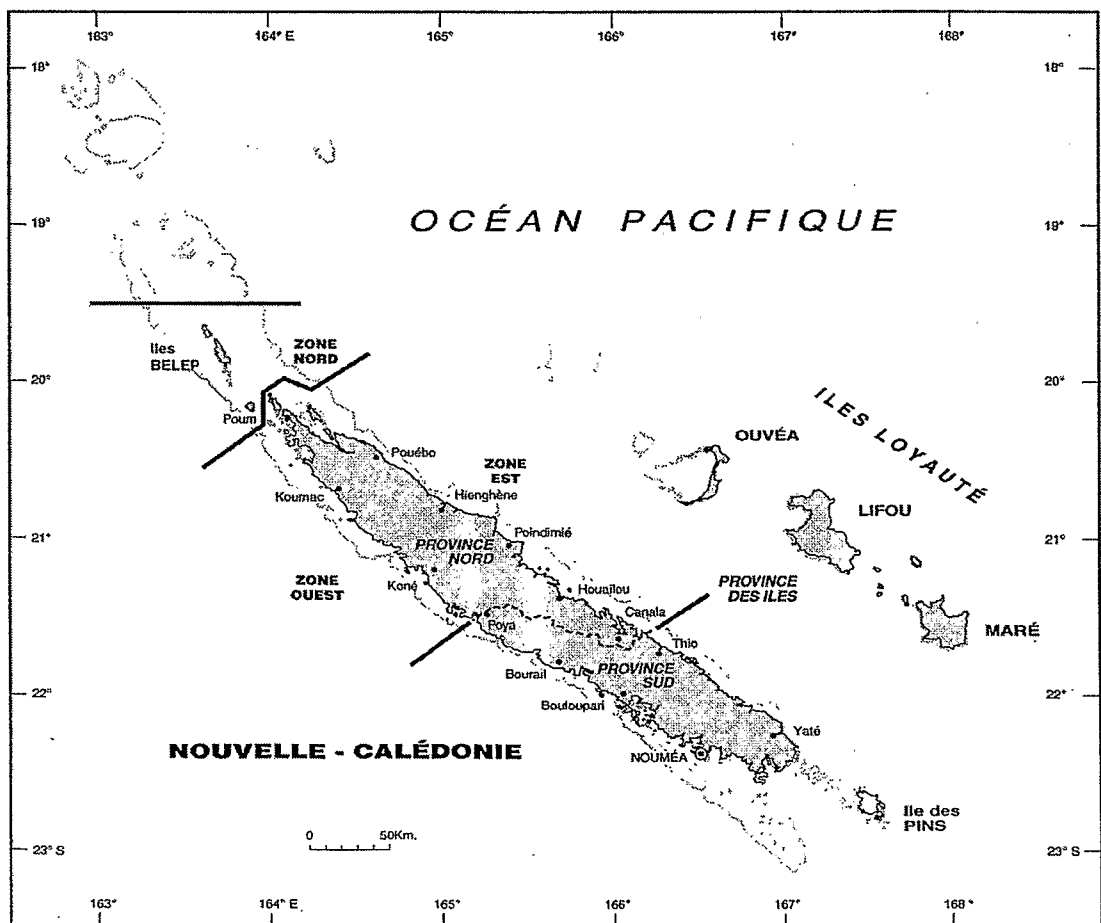 163°
164° E
165°
166°
167°
168°
18°
18°
19°
19°
OCÉAN PACIFIQUE
Iles
BELEP
ZONE
NORD
20°
20°
Poum
ILES LOYAUTÉ
OUVÉA
Pouébo
ZONE
EST
Koumac
Hienghène
LIFOU
21°
21°
Poindimié
PROVINCE
NORD
ZONE
OUEST
Koné
Houaïlou
PROVINCE
DES ILES
Canala
Poya
Thio
MARÉ
Bourail
PROVINCE
SUD
22°
22°
Bouloupari
Yaté
NOUVELLE - CALÉDONIE
NOUMÉA
Ile des
PINS
0 50Km.
23° S
23° S
163°
164° E
165°
166°
167°
168°